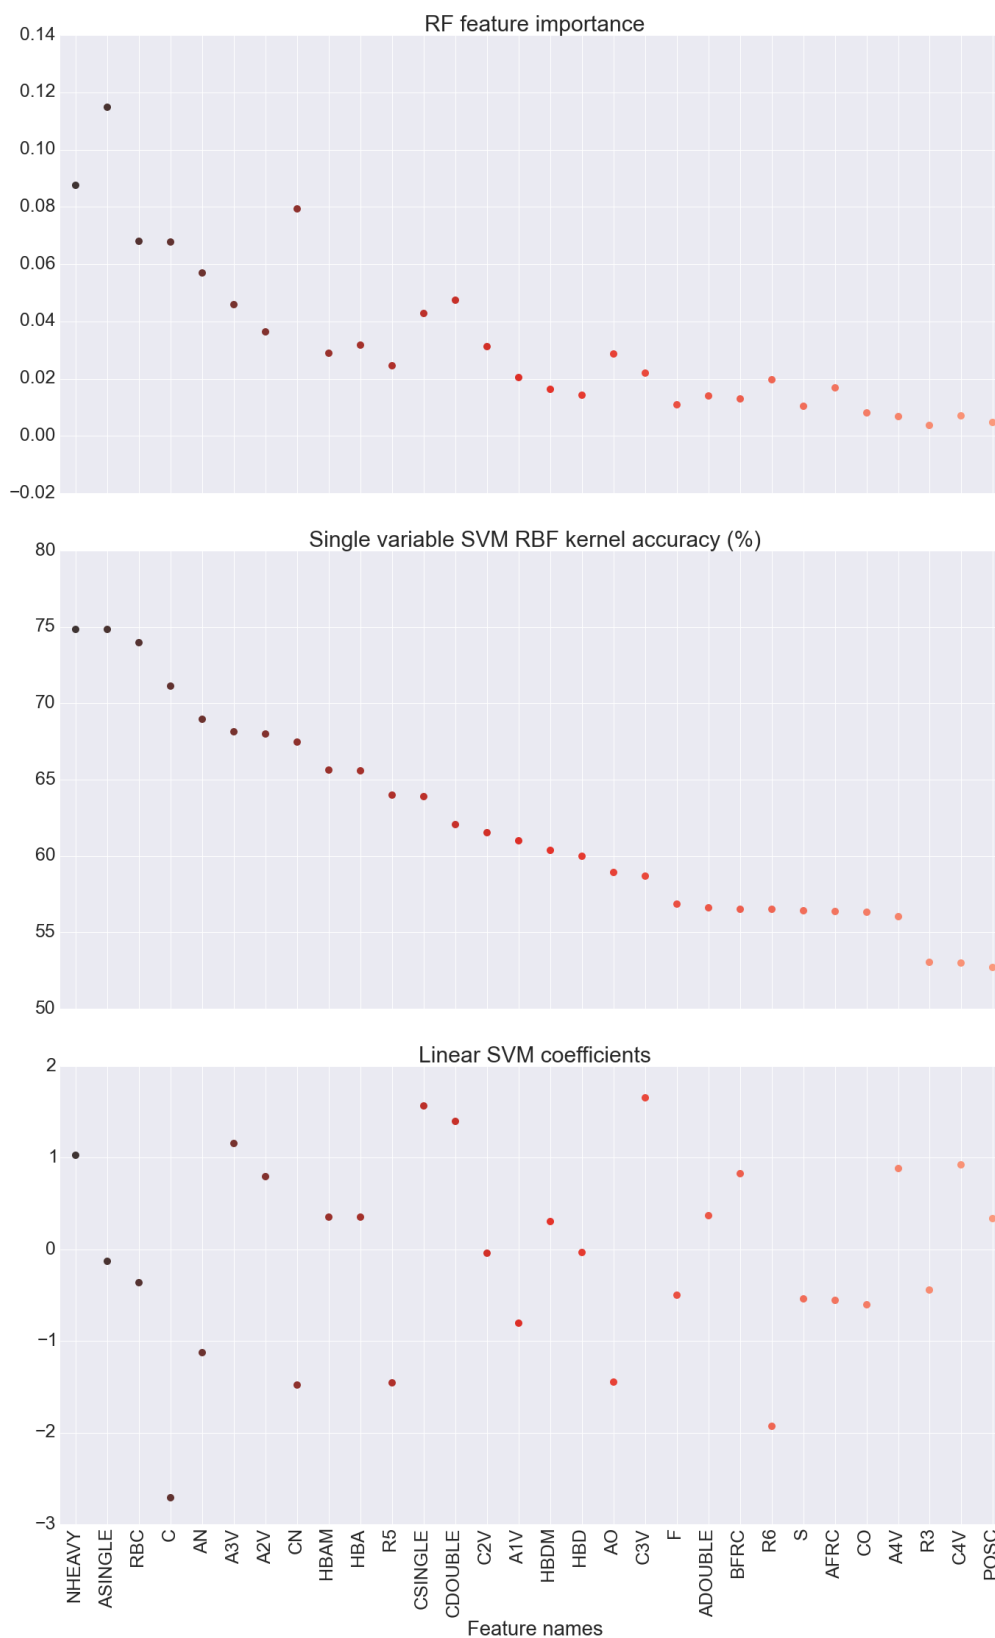 RF feature importance
0.14
0.12
0.10
0.08
0.06
0.04
0.02
0.00
−0.02
Single variable SVM RBF kernel accuracy (%)
80
75
70
65
60
55
50
Linear SVM coefficients
2
1
0
−1
−2
−3
NHEAVY
ASINGLE
RBC
C
AN
A3V
A2V
CN
HBAM
HBA
R5
CSINGLE
CDOUBLE
C2V
A1V
HBDM
HBD
AO
C3V
F
ADOUBLE
BFRC
R6
S
AFRC
CO
A4V
R3
C4V
POSC
Feature names